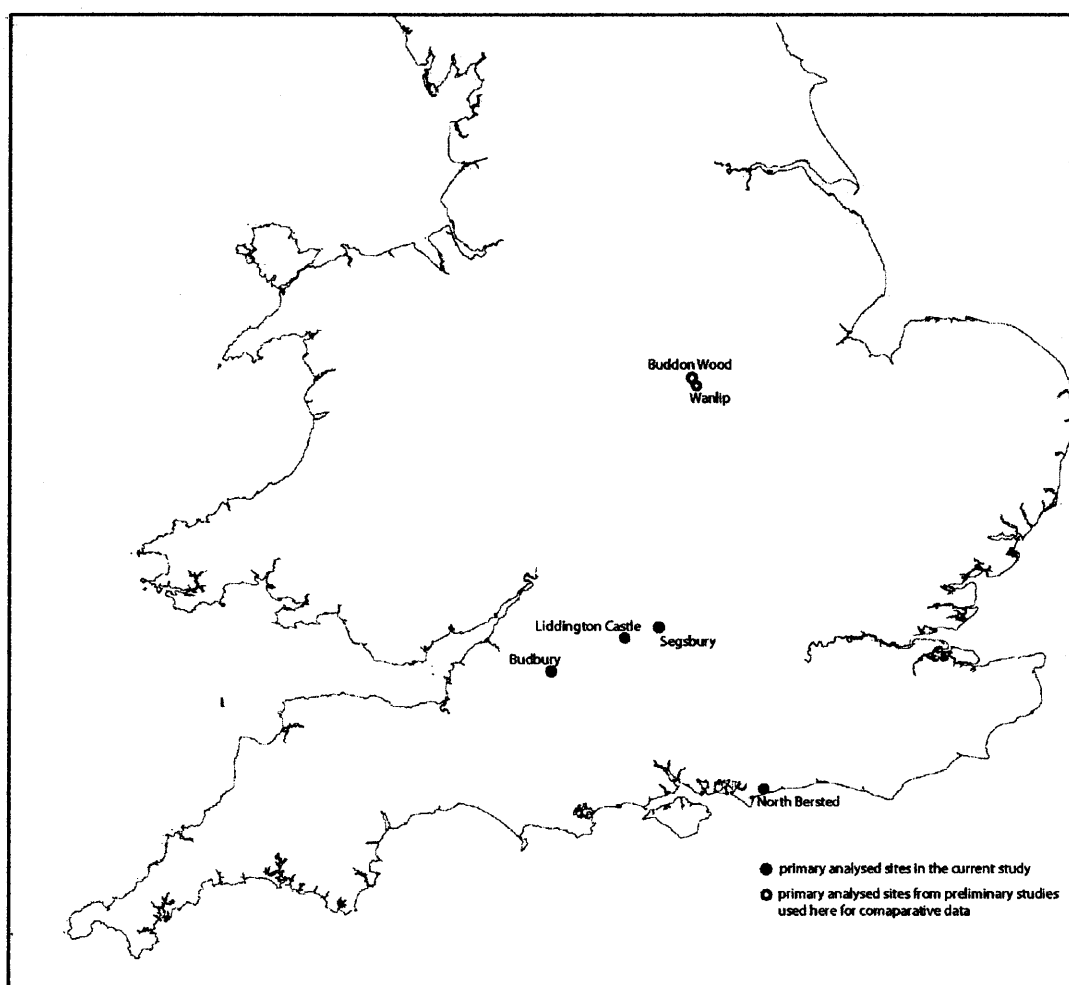 Buddon Wood
Wanlip
Liddington Castle
Segsbury
Budbury
North Bersted
primary analysed sites in the current study
primary analysed sites from preliminary studies
used here for comaparative data